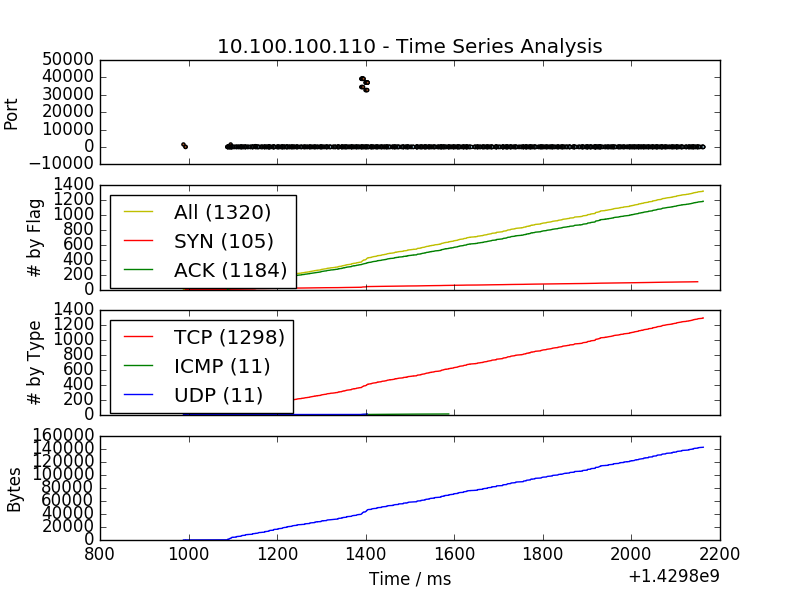 10.100.100.110 - Time Series Analysis
50000
40000
30000
20000
10000
0
−10000
Port
1400
1200
1000
800
600
400
200
0
# by Flag
All (1320)
SYN (105)
ACK (1184)
1400
1200
1000
800
600
400
200
0
# by Type
TCP (1298)
ICMP (11)
UDP (11)
160000
140000
120000
100000
80000
60000
40000
20000
0
Bytes
800 1000 1200 1400 1600 1800 2000 2200
Time / ms
+1.4298e9